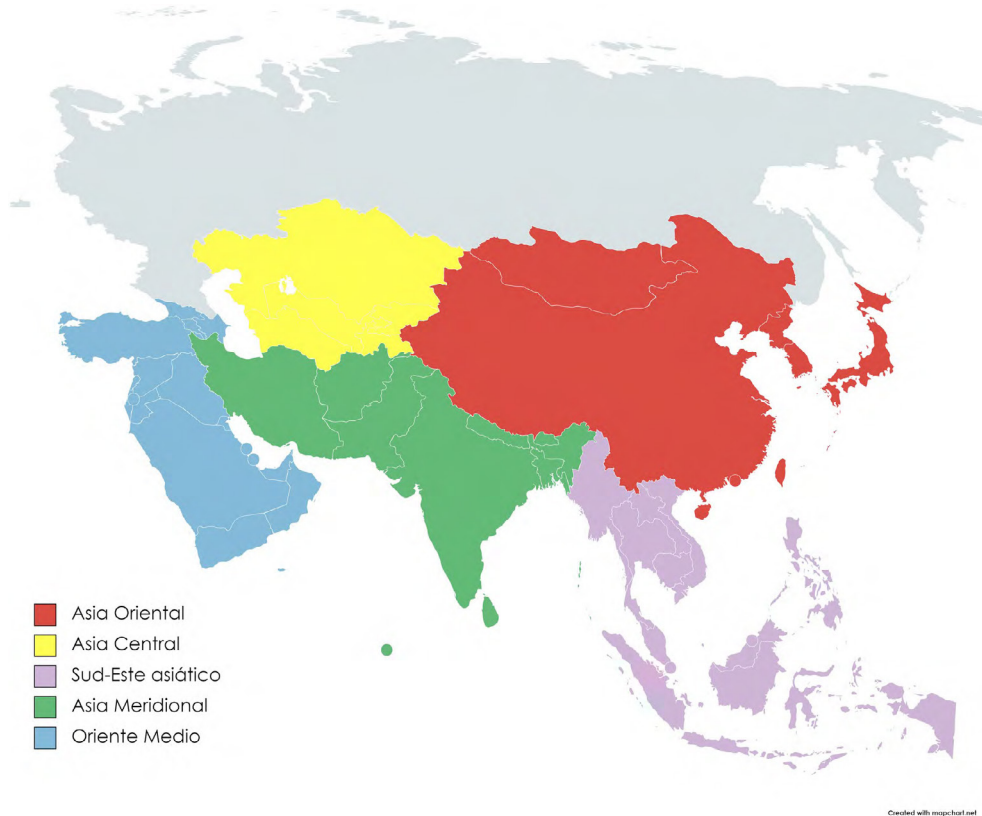 Asia Oriental
Asia Central
Sud-Este asiático
Asia Meridional
Oriente Medio
Created with mapchart.net